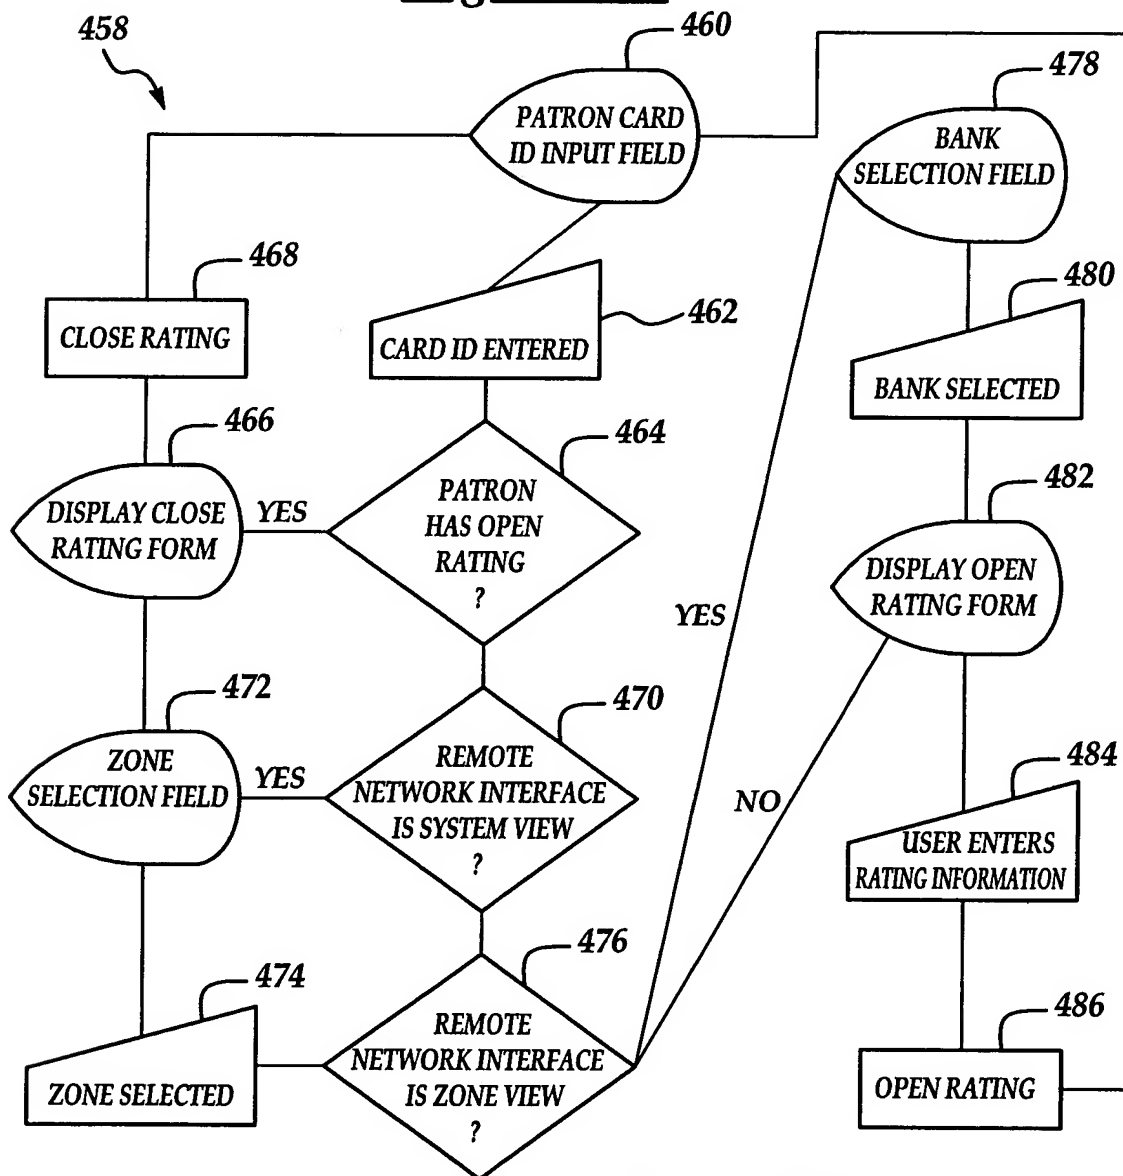 458
460
PATRON CARD
ID INPUT FIELD
478
BANK
SELECTION FIELD
468
CLOSE RATING
462
CARD ID ENTERED
480
BANK SELECTED
466
DISPLAY CLOSE
RATING FORM
YES
464
PATRON
HAS OPEN
RATING
?
482
DISPLAY OPEN
RATING FORM
YES
472
ZONE
SELECTION FIELD
YES
470
REMOTE
NETWORK INTERFACE
IS SYSTEM VIEW
?
NO
484
USER ENTERS
RATING INFORMATION
474
ZONE SELECTED
476
REMOTE
NETWORK INTERFACE
IS ZONE VIEW
?
486
OPEN RATING